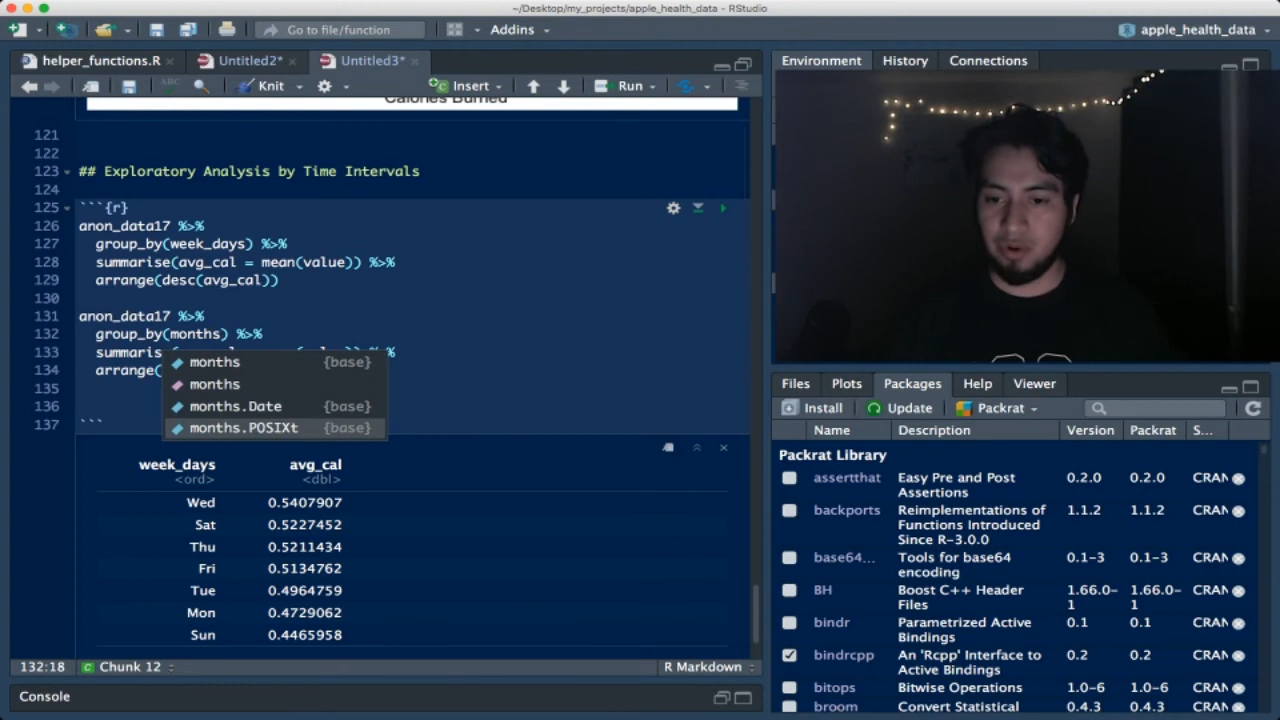 ~/Desktop/my_projects/apple_health_data - RStudio
Go to file/function
Addins
apple_health_data
helper_functions.R
Untitled2*
Untitled3*
ABC
Knit
Insert
Run
Calories Burned
121
122
123 ## Exploratory Analysis by Time Intervals
124
125 ```{r}
126 anon_data17 %>%
127 group_by(week_days) %>%
128 summarise(avg_cal = mean(value)) %>%
129 arrange(desc(avg_cal))
130
131 anon_data17 %>%
132 group_by(months) %>%
133 summaris %
134 arrange(
135
136
137 ```
months {base}
months
months.Date {base}
months.POSIXt {base}
week_days avg_cal
<ord> <dbl>
Wed 0.5407907
Sat 0.5227452
Thu 0.5211434
Fri 0.5134762
Tue 0.4964759
Mon 0.4729062
Sun 0.4465958
132:18 Chunk 12 R Markdown
Console
Environment History Connections
Files Plots Packages Help Viewer
Install Update Packrat
Name Description Version Packrat S...
Packrat Library
assertthat Easy Pre and Post 0.2.0 0.2.0 CRAN
Assertions
backports Reimplementations of 1.1.2 1.1.2 CRAN
Functions Introduced
Since R-3.0.0
base64... Tools for base64 0.1-3 0.1-3 CRAN
encoding
BH Boost C++ Header 1.66.0- 1.66.0- CRAN
Files 1 1
bindr Parametrized Active 0.1 0.1 CRAN
Bindings
bindrcpp An 'Rcpp' Interface to 0.2 0.2 CRAN
Active Bindings
bitops Bitwise Operations 1.0-6 1.0-6 CRAN
broom Convert Statistical 0.4.3 0.4.3 CRAN